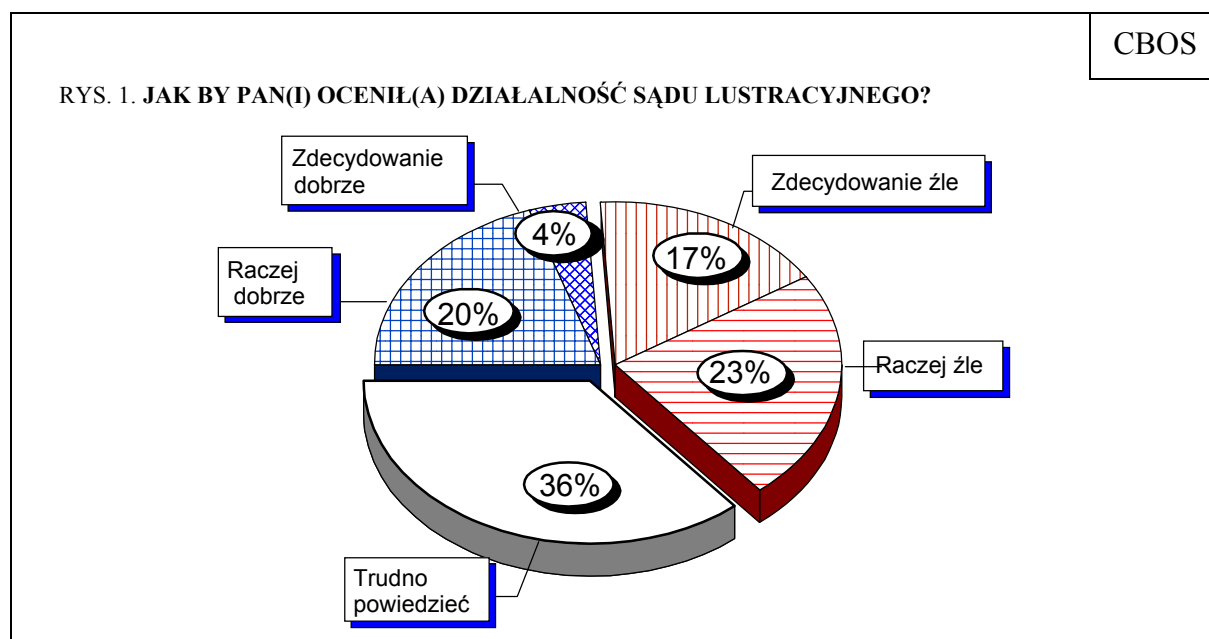 CBOS
RYS. 1. JAK BY PAN(I) OCENIŁ(A) DZIAŁALNOŚĆ SĄDU LUSTRACYJNEGO?
Zdecydowanie
dobrze
Zdecydowanie źle
4%
17%
Raczej
dobrze
20%
23%
Raczej źle
36%
Trudno
powiedzieć